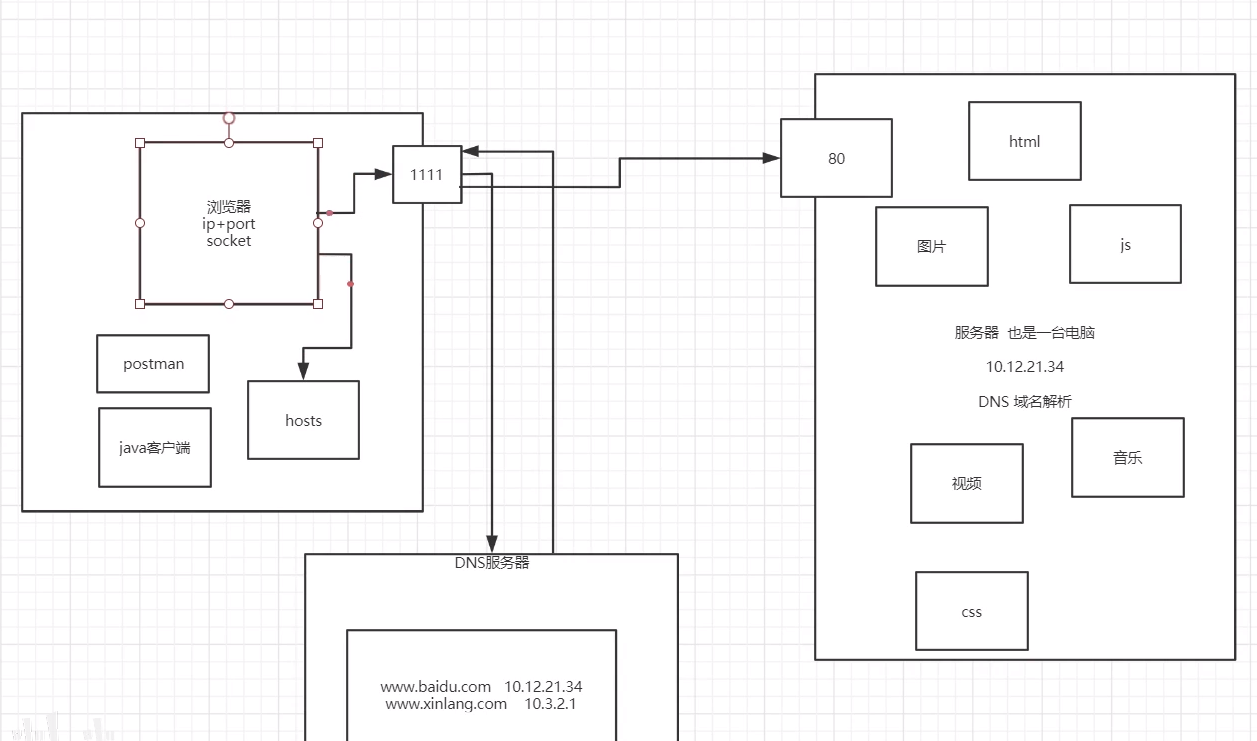 浏览器
ip+port
socket
1111
postman
java客户端
hosts
DNS服务器
www.baidu.com 10.12.21.34
www.xinlang.com 10.3.2.1
80
html
图片
js
服务器 也是一台电脑
10.12.21.34
DNS 域名解析
音乐
视频
css